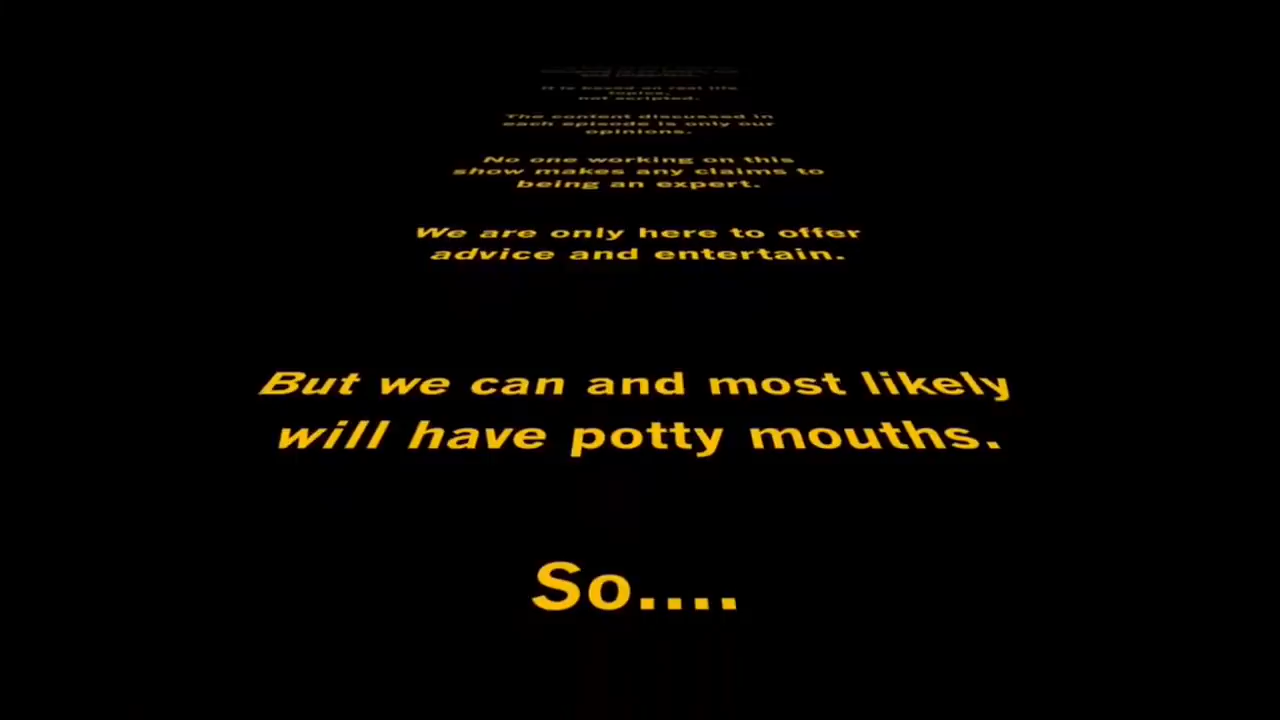 It is based on real life
topics,
not scripted.
The content discussed in
each episode is only our
opinions.
No one working on this
show makes any claims to
being an expert.
We are only here to offer
advice and entertain.
But we can and most likely
will have potty mouths.
So....